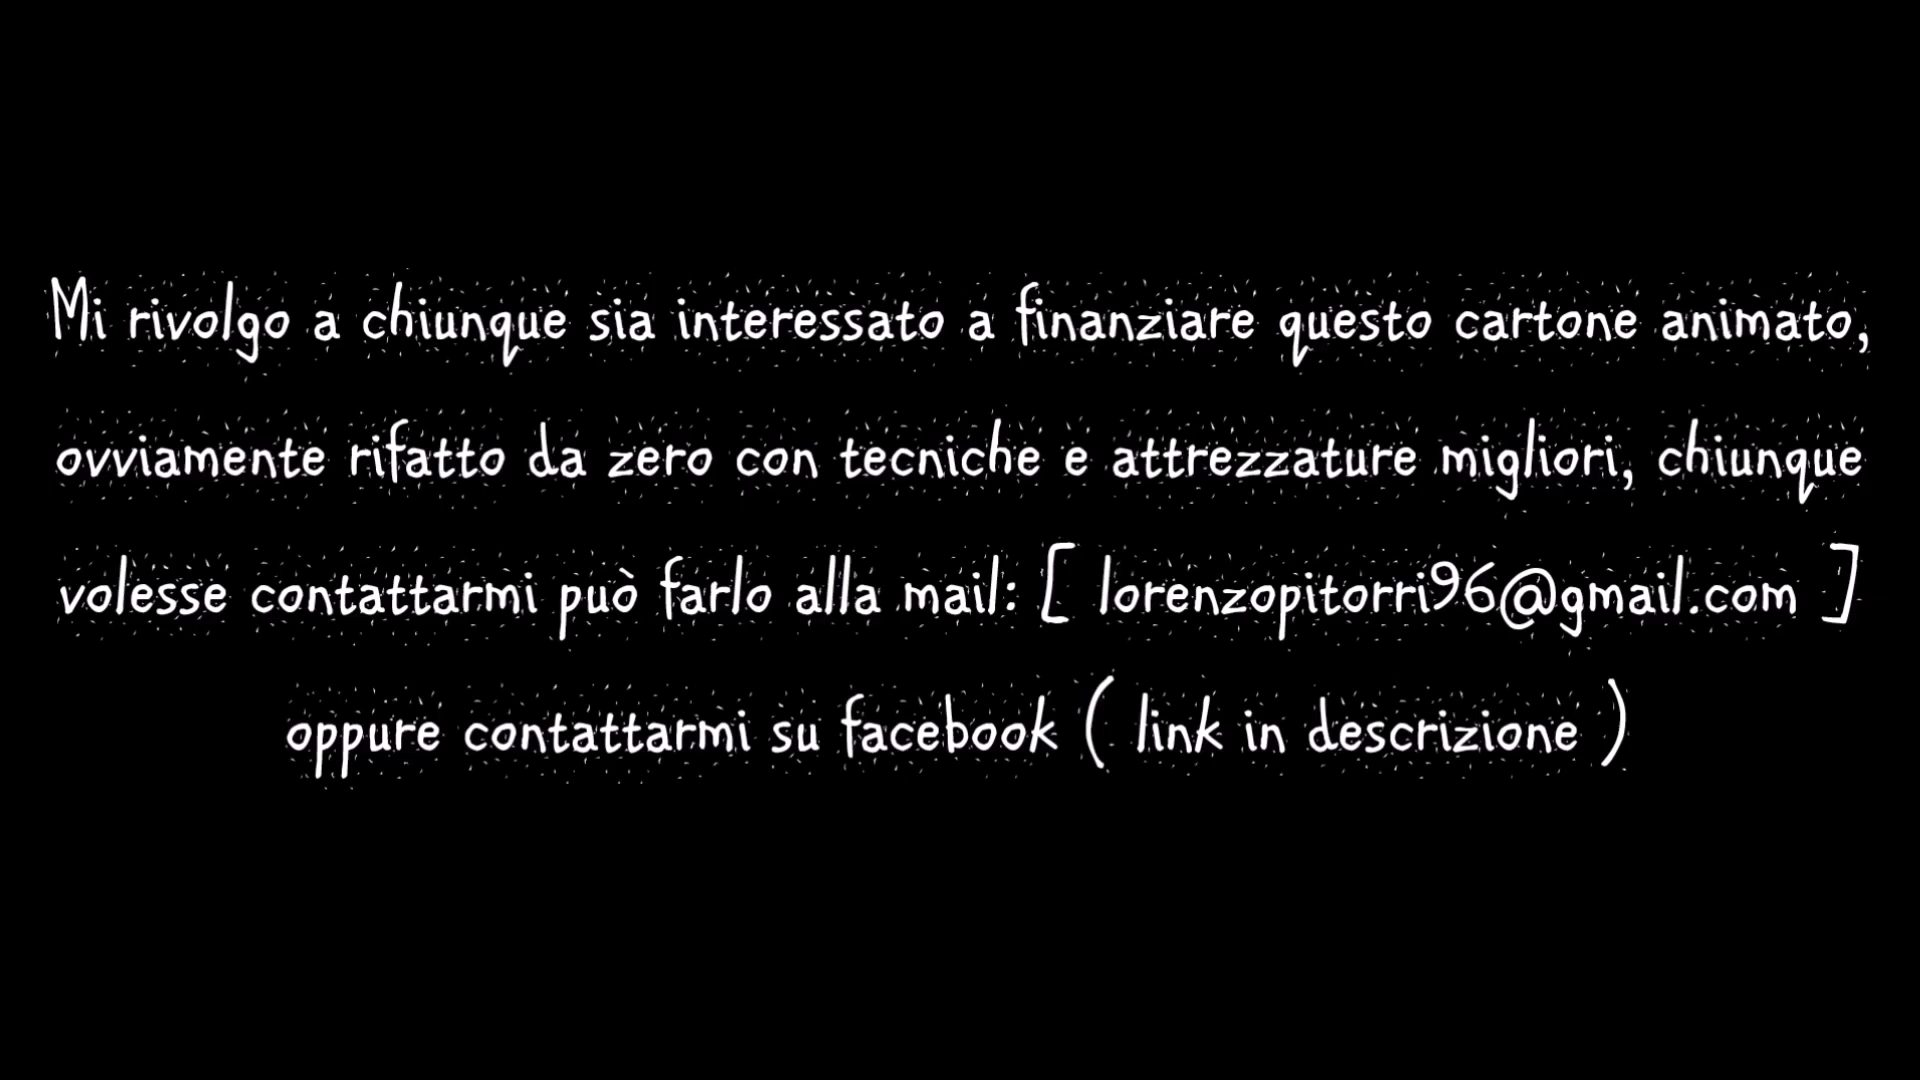 Mi rivolgo a chiunque sia interessato a finanziare questo cartone animato,
ovviamente rifatto da zero con tecniche e attrezzature migliori, chiunque
volesse contattarmi può farlo alla mail: [ lorenzopitorri96@gmail.com ]
oppure contattarmi su facebook ( link in descrizione )